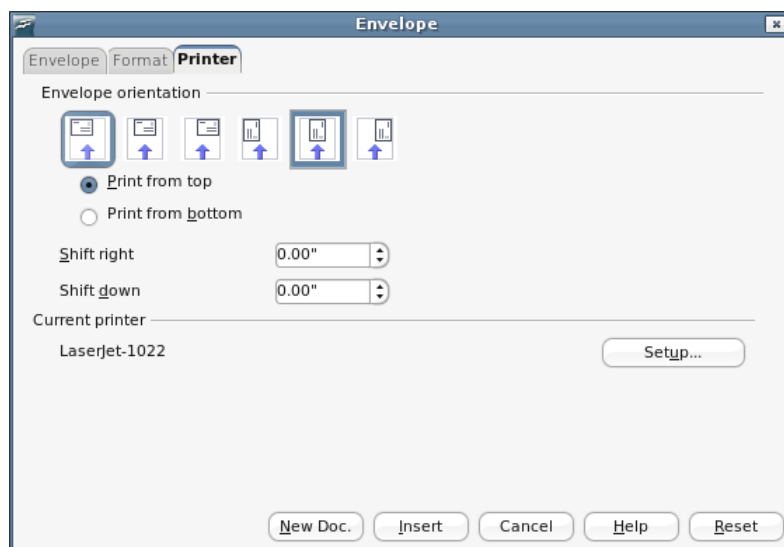 Envelope
Envelope Format Printer
Envelope orientation
Print from top
Print from bottom
Shift right 0.00"
Shift down 0.00"
Current printer
LaserJet-1022 Setup...
New Doc. Insert Cancel Help Reset